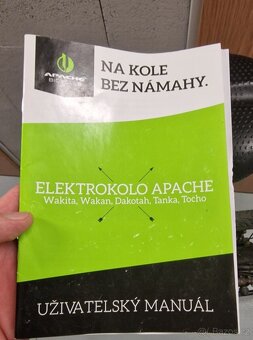 APACHE
NA KOLE
BEZ NÁMAHY.
ELEKTROKOLO APACHE
Wakita, Wakan, Dakotah, Tanka, Tocho
UŽIVATELSKÝ MANUÁL